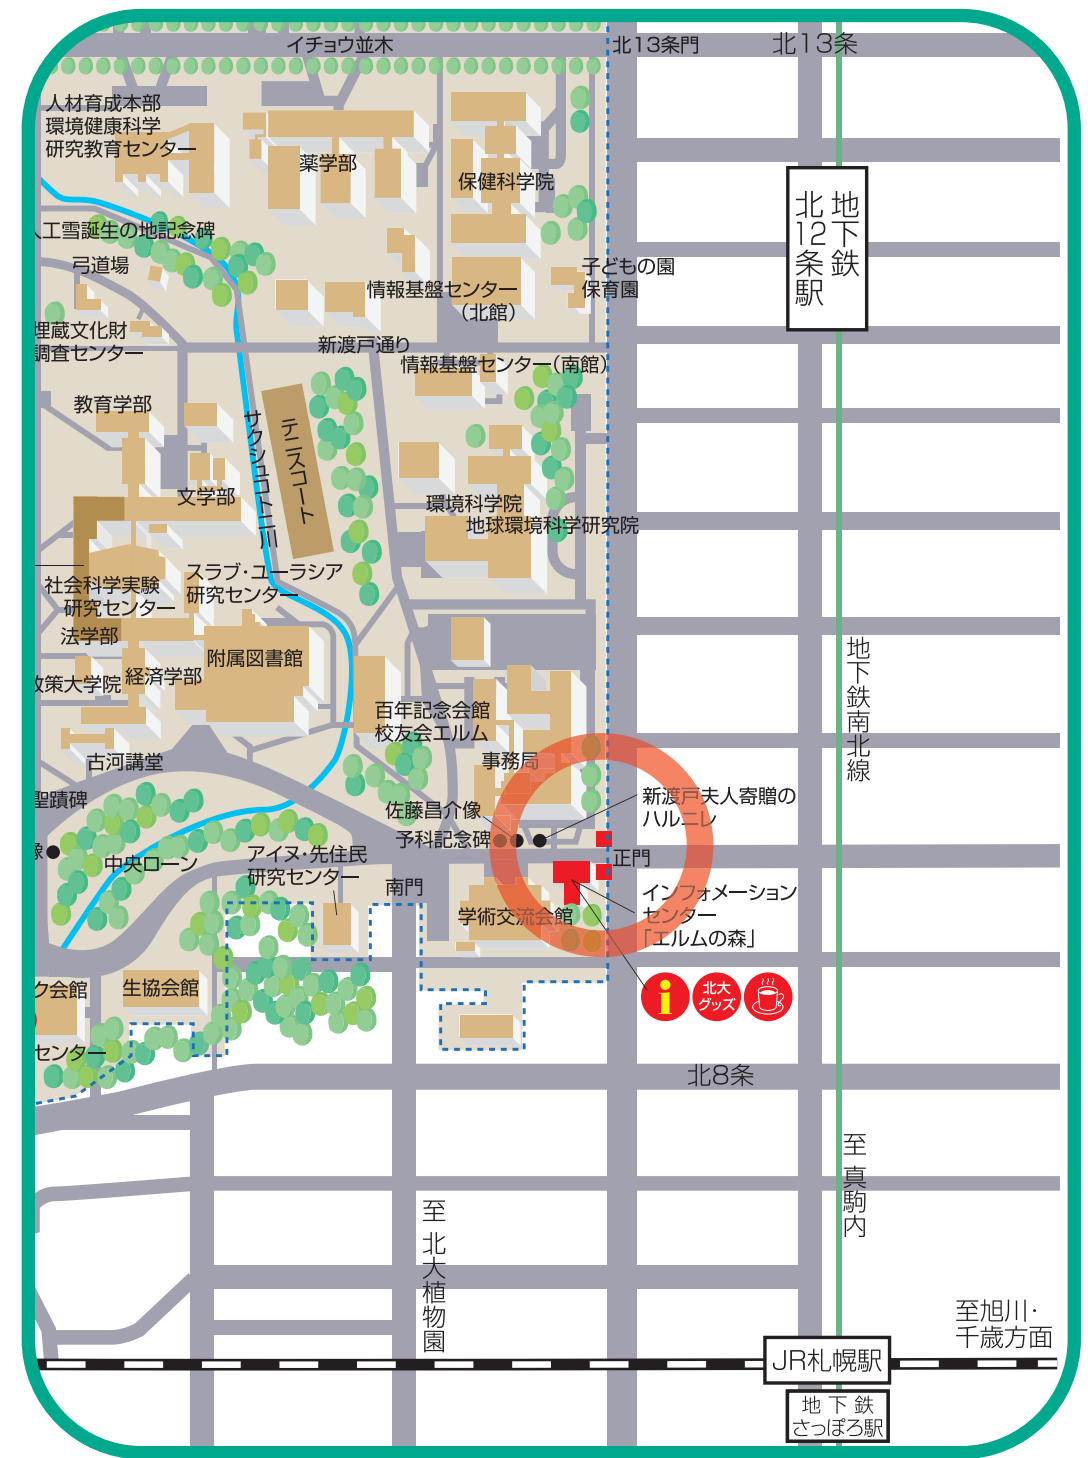 イチョウ並木
北13条門
北13条
人材育成本部
環境健康科学
研究教育センター
薬学部
保健科学院
地下鉄
北12条駅
人工雪誕生の地記念碑
弓道場
子どもの園
保育園
情報基盤センター
（北館）
埋蔵文化財
調査センター
新渡戸通り
情報基盤センター（南館）
教育学部
サクシュコトニ川
テニスコート
文学部
環境科学院
地球環境科学研究院
スラブ・ユーラシア
研究センター
社会科学実験
研究センター
法学部
附属図書館
政策大学院
経済学部
地下鉄南北線
百年記念会館
校友会エルム
古河講堂
事務局
聖蹟碑
佐藤昌介像
新渡戸夫人寄贈の
ハルニレ
予科記念碑
像
中央ローン
アイヌ・先住民
研究センター
正門
南門
インフォメーション
センター
「エルムの森」
学術交流会館
ク会館
生協会館
i
北大
グッズ
センター
北8条
至 真駒内
至 北大植物園
至旭川・
千歳方面
JR札幌駅
地下鉄
さっぽろ駅